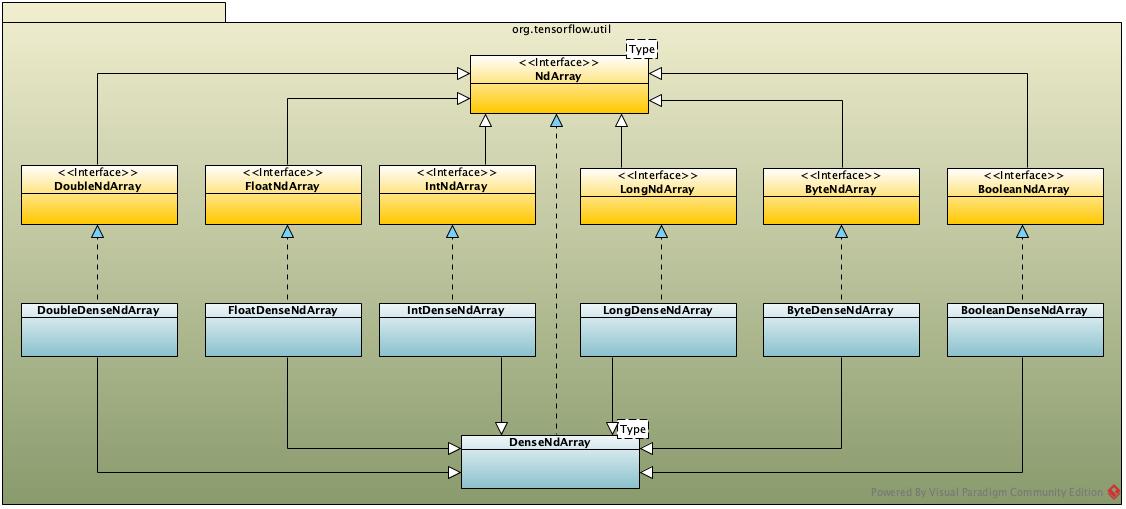 org.tensorflow.util
Type
<<Interface>>
NdArray
<<Interface>>
DoubleNdArray
<<Interface>>
FloatNdArray
<<Interface>>
IntNdArray
<<Interface>>
LongNdArray
<<Interface>>
ByteNdArray
<<Interface>>
BooleanNdArray
DoubleDenseNdArray
FloatDenseNdArray
IntDenseNdArray
LongDenseNdArray
ByteDenseNdArray
BooleanDenseNdArray
Type
DenseNdArray
Powered By Visual Paradigm Community Edition